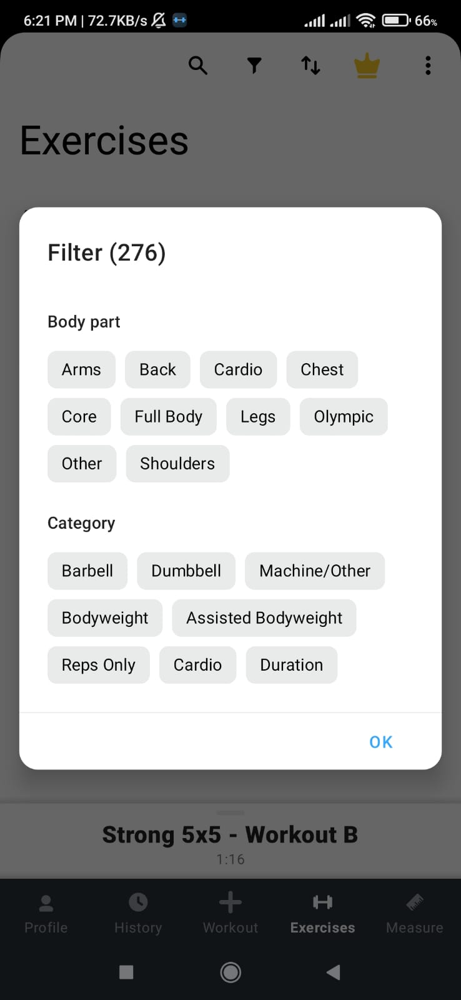 6:21 PM | 72.7KB/s 66%
Exercises
Filter (276)
Body part
Arms Back Cardio Chest
Core Full Body Legs Olympic
Other Shoulders
Category
Barbell Dumbbell Machine/Other
Bodyweight Assisted Bodyweight
Reps Only Cardio Duration
OK
Strong 5x5 - Workout B
1:16
Profile History Workout Exercises Measure